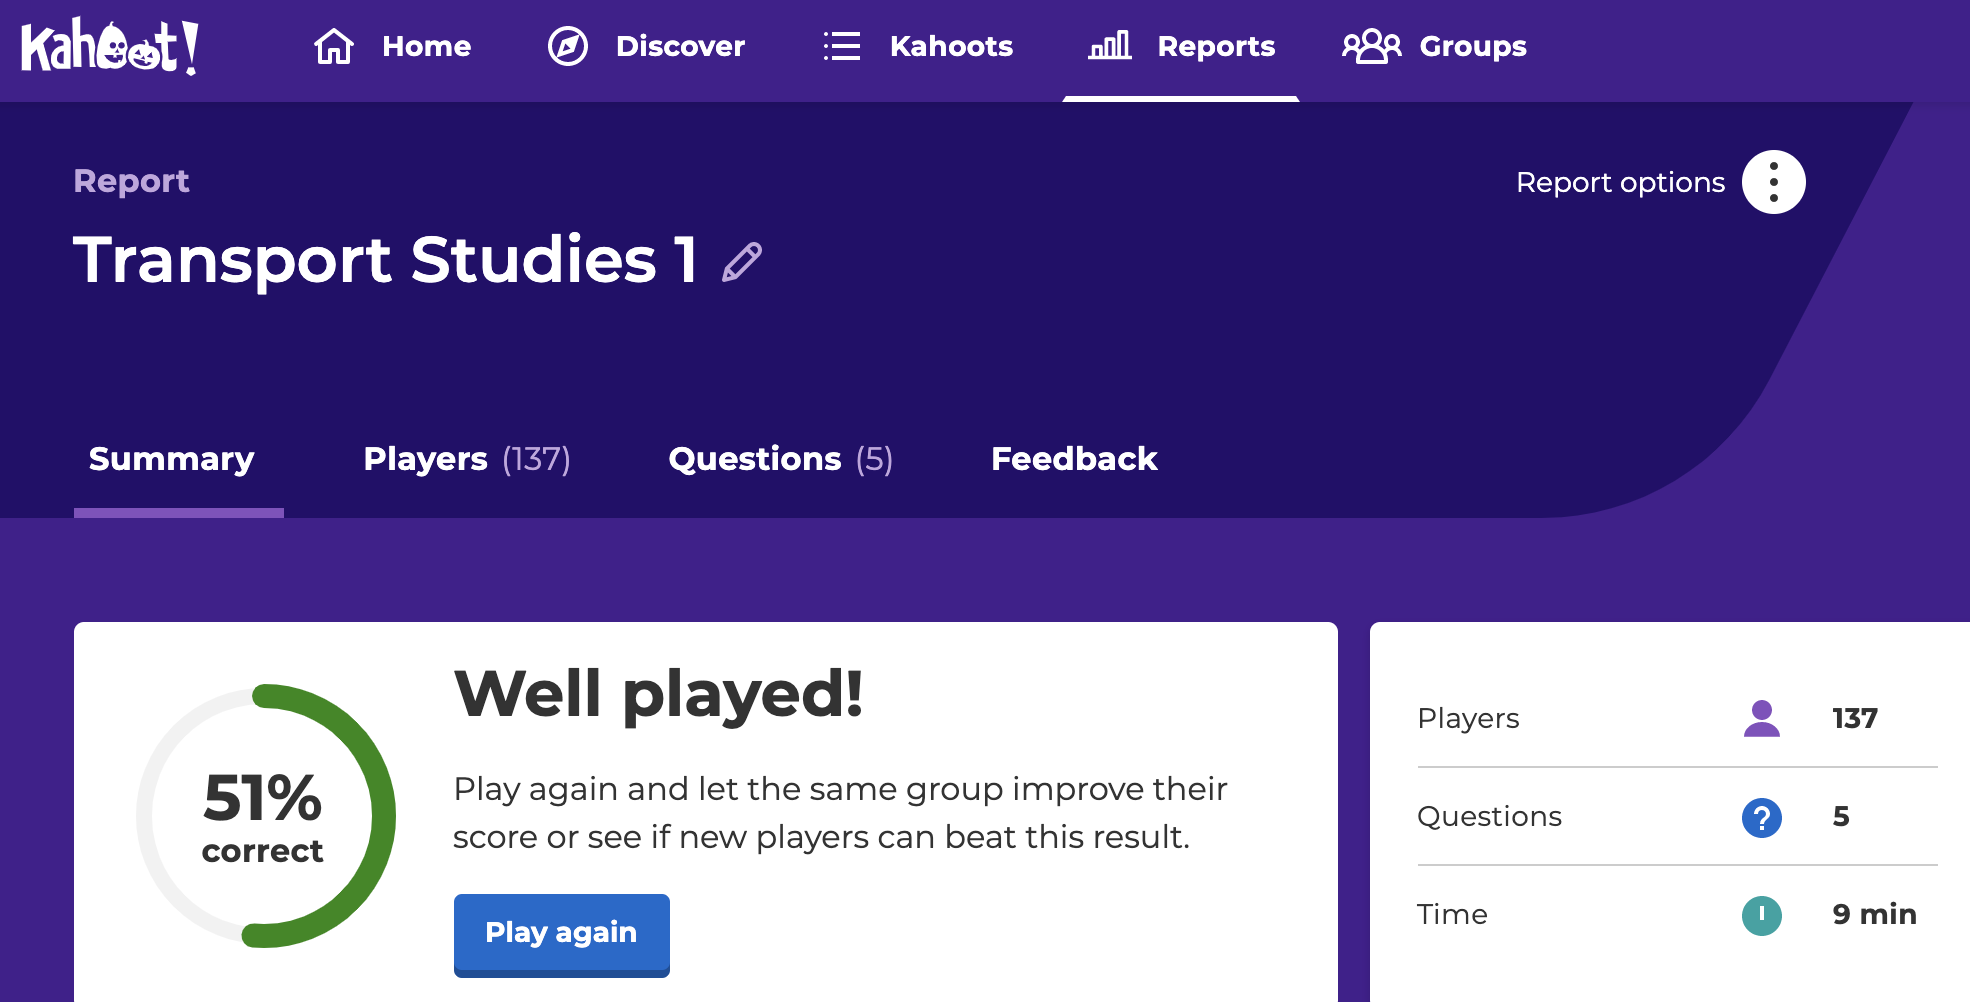 Kahoot!
Home
Discover
Kahoots
Reports
Groups
Report
Report options
Transport Studies 1
Summary
Players (137)
Questions (5)
Feedback
51%
correct
Well played!
Play again and let the same group improve their
score or see if new players can beat this result.
Play again
Players 137
Questions ? 5
Time 9 min